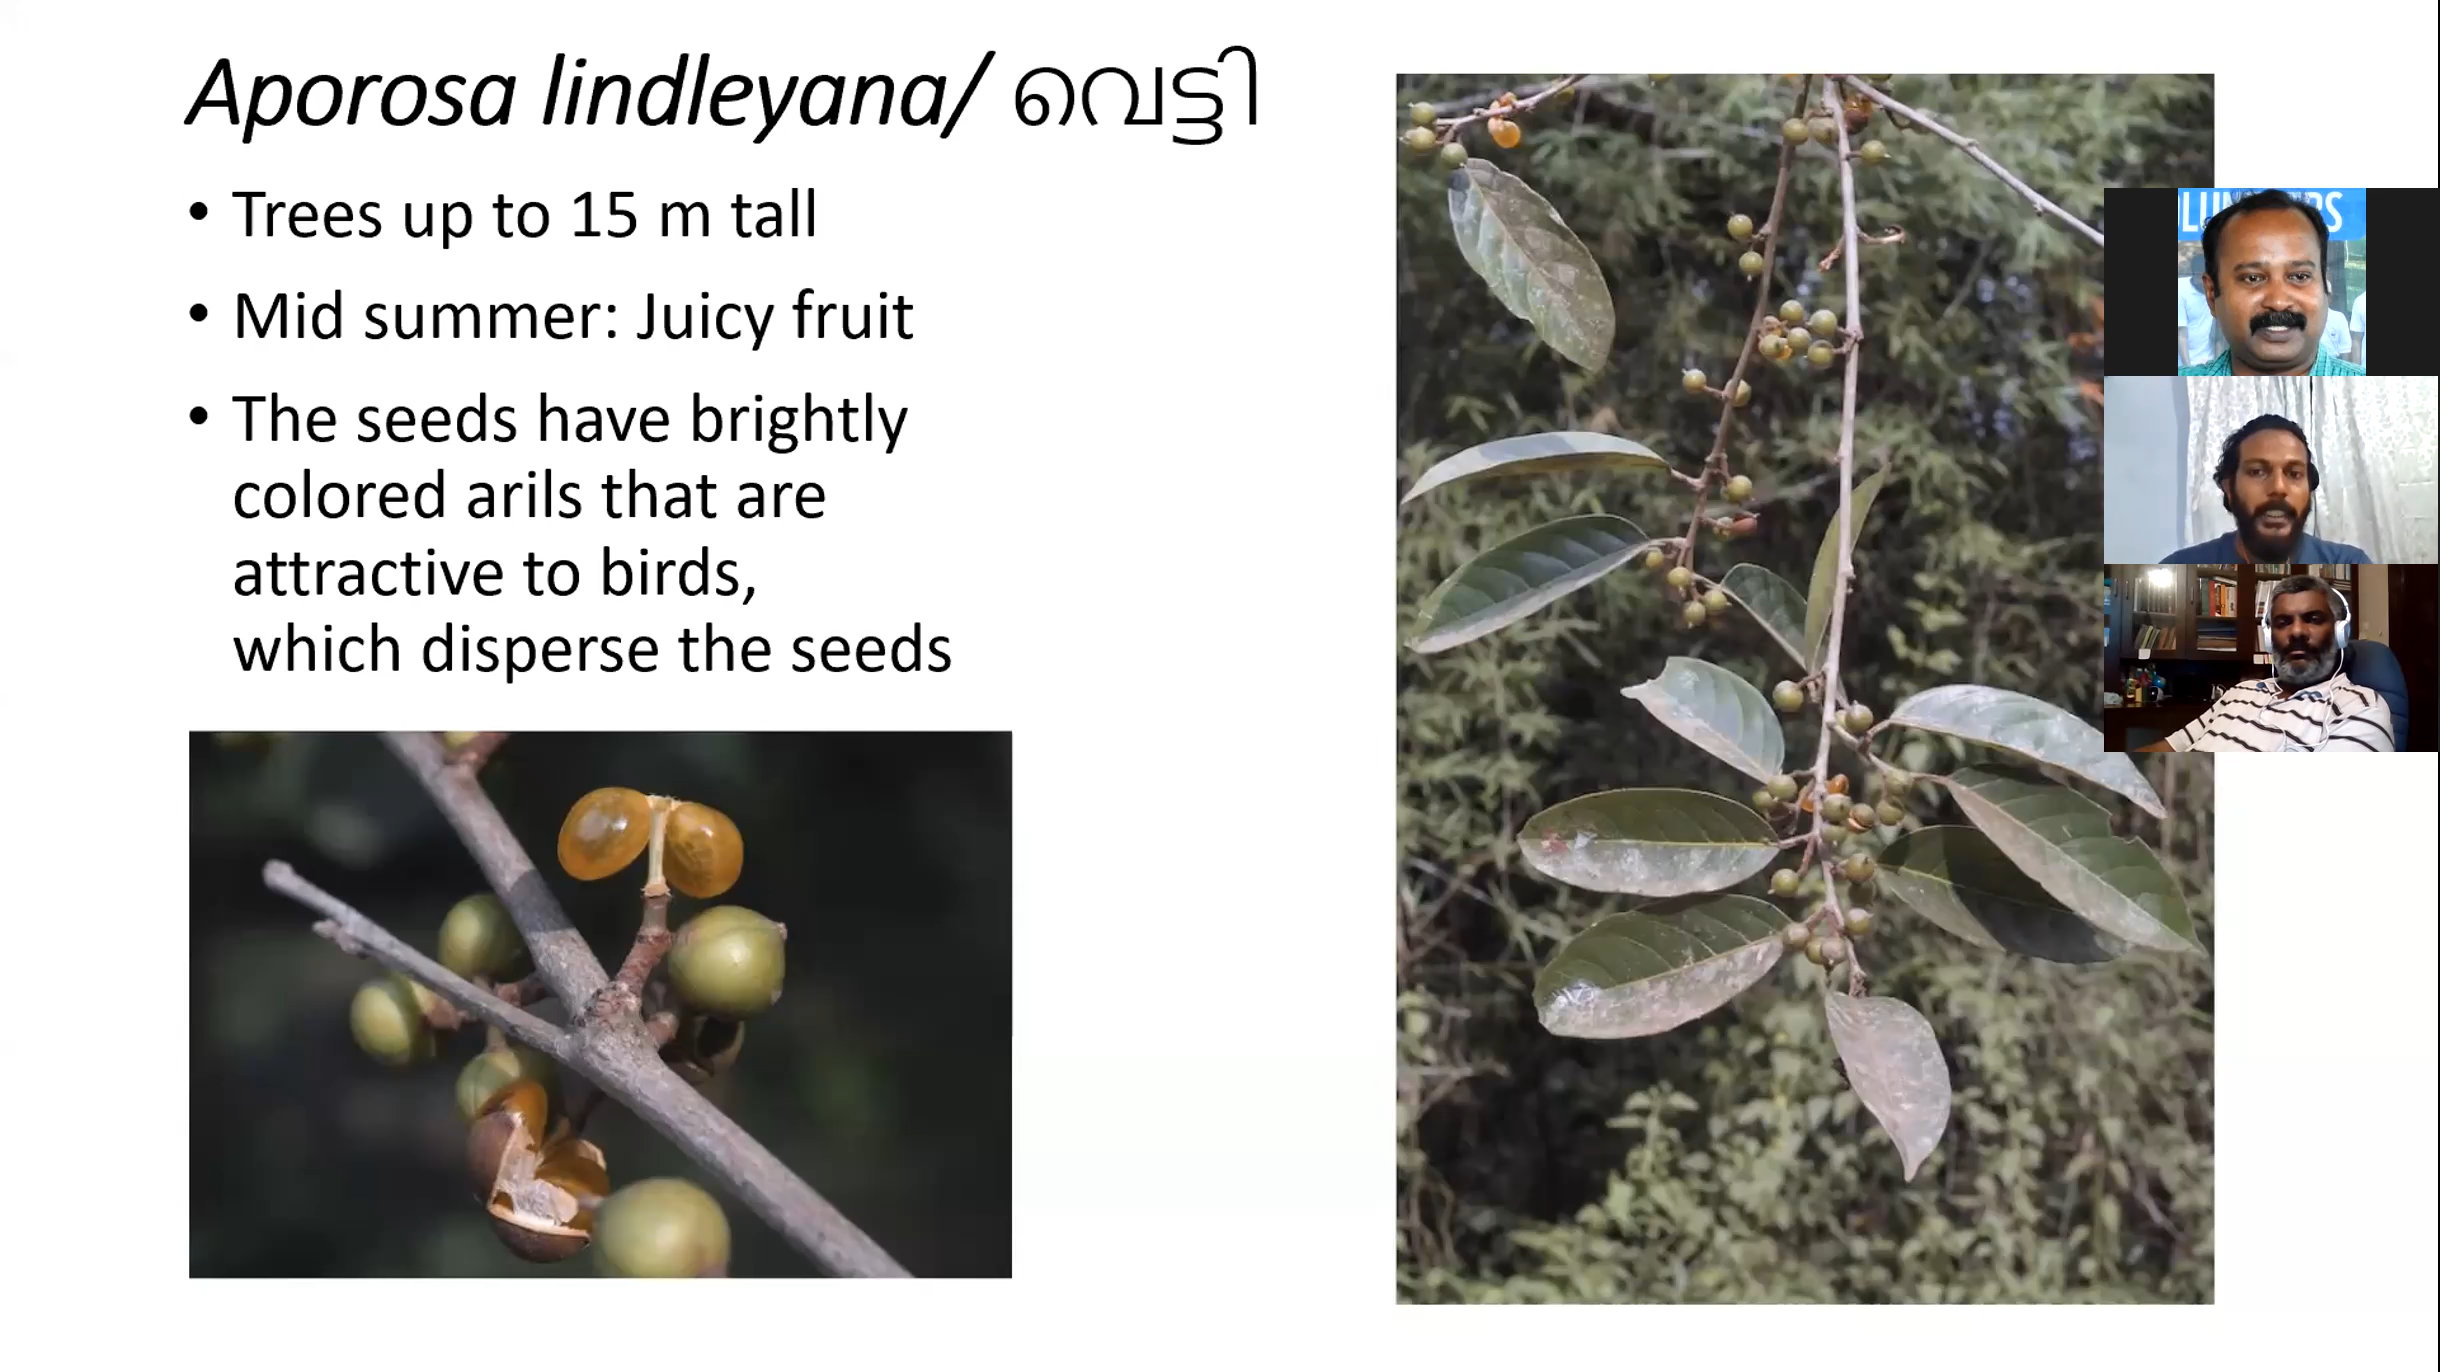 Aporosa lindleyana/ വെട്ടി
• Trees up to 15 m tall
• Mid summer: Juicy fruit
• The seeds have brightly
colored arils that are
attractive to birds,
which disperse the seeds